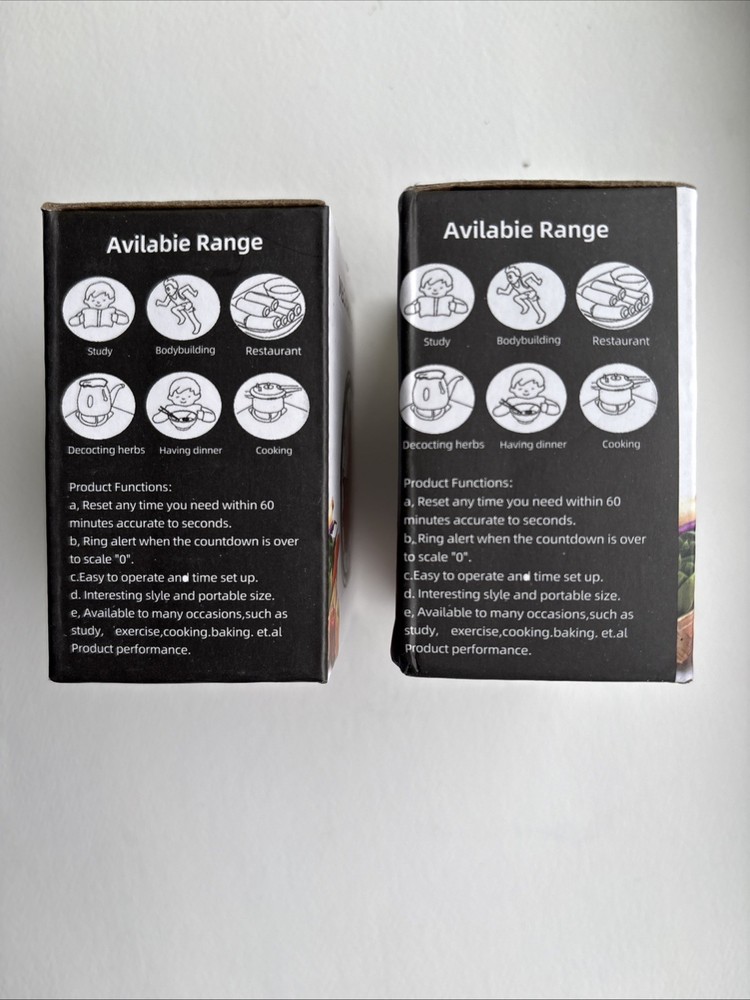 Avilabie Range
Study Bodybuilding Restaurant
Decocting herbs Having dinner Cooking
Product Functions:
a, Reset any time you need within 60
minutes accurate to seconds.
b, Ring alert when the countdown is over
to scale "0".
c.Easy to operate and time set up.
d. Interesting slyle and portable size.
e, Available to many occasions,such as
study, exercise,cooking.baking. et.al
Product performance.
Avilabie Range
Study Bodybuilding Restaurant
Decocting herbs Having dinner Cooking
Product Functions:
a, Reset any time you need within 60
minutes accurate to seconds.
b, Ring alert when the countdown is over
to scale "0".
c.Easy to operate and time set up.
d. Interesting slyle and portable size.
e, Available to many occasions,such as
study, exercise,cooking.baking. et.al
Product performance.